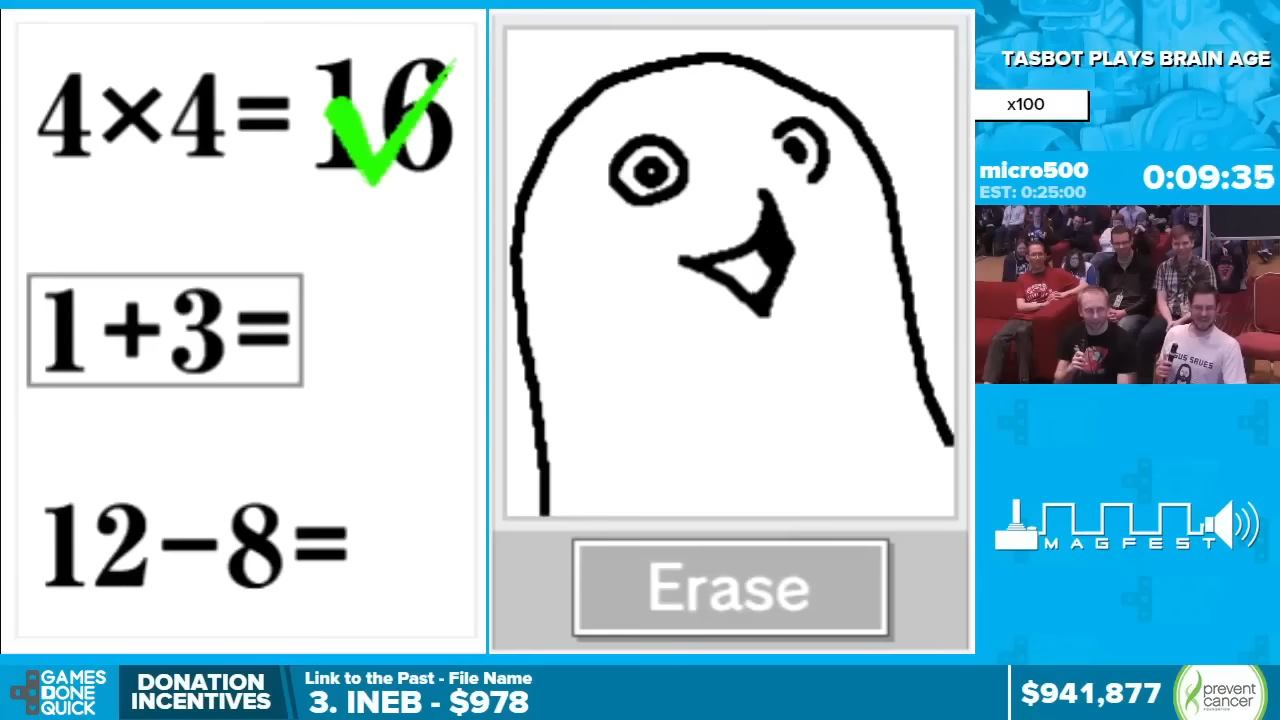 4×4= 16
1+3=
12−8=
Erase
TASBOT PLAYS BRAIN AGE
x100
micro500
EST: 0:25:00
0:09:35
MAGFEST
GAMES
DONE
QUICK
DONATION
INCENTIVES
Link to the Past - File Name
3. INEB - $978
$941,877
prevent
cancer